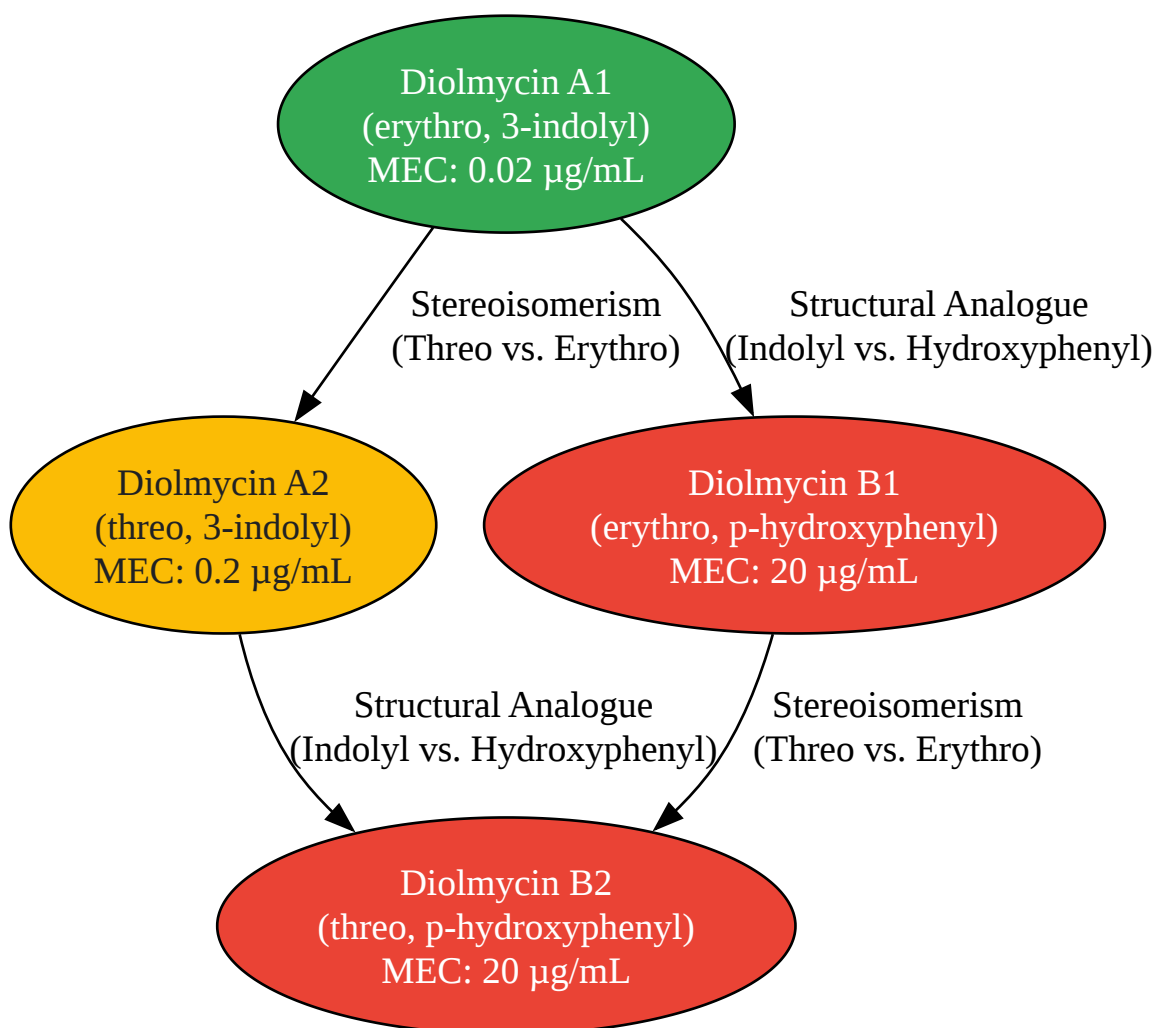 Diolmycin A1
(erythro, 3-indolyl)
MEC: 0.02 µg/mL
Stereoisomerism
(Threo vs. Erythro)
Structural Analogue
(Indolyl vs. Hydroxyphenyl)
Diolmycin A2
(threo, 3-indolyl)
MEC: 0.2 µg/mL
Diolmycin B1
(erythro, p-hydroxyphenyl)
MEC: 20 µg/mL
Structural Analogue
(Indolyl vs. Hydroxyphenyl)
Stereoisomerism
(Threo vs. Erythro)
Diolmycin B2
(threo, p-hydroxyphenyl)
MEC: 20 µg/mL